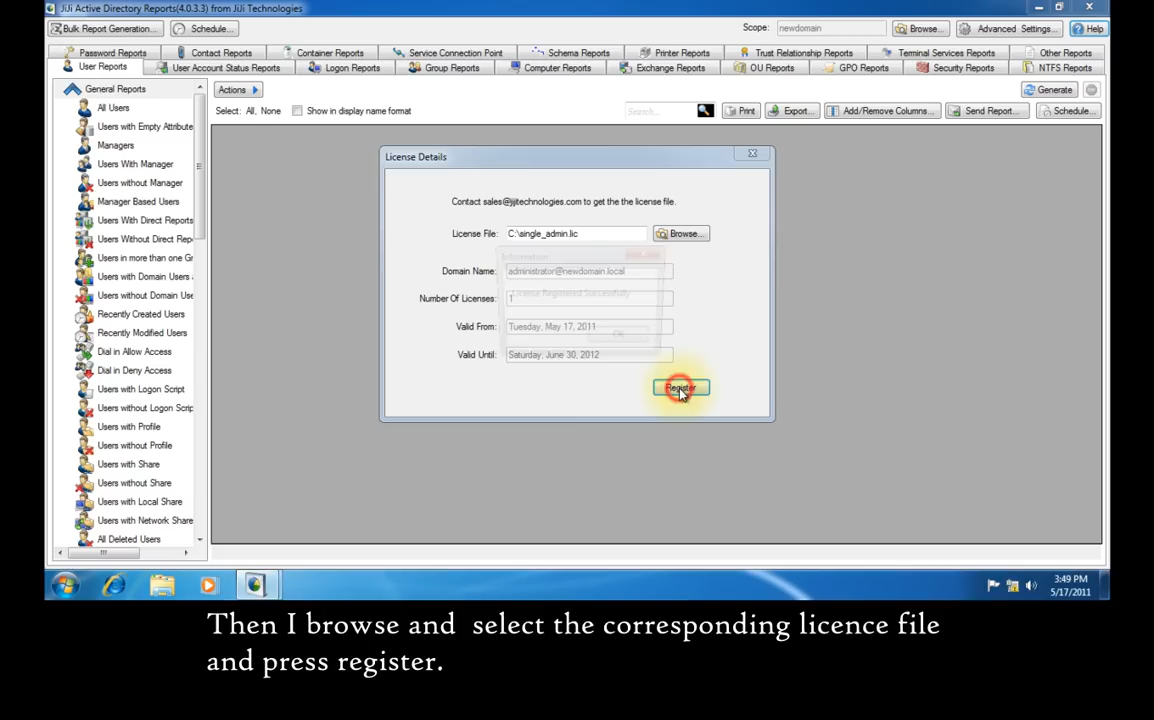 JiJi Active Directory Reports(4.0.3.3) from JiJi Technologies
Bulk Report Generation... Schedule... Scope: newdomain Browse... Advanced Settings... Help
Password Reports Contact Reports Container Reports Service Connection Point Schema Reports Printer Reports Trust Relationship Reports Terminal Services Reports Other Reports
User Reports User Account Status Reports Logon Reports Group Reports Computer Reports Exchange Reports OU Reports GPO Reports Security Reports NTFS Reports
General Reports
Actions
Generate
Select: All, None Show in display name format Search... Print Export... Add/Remove Columns... Send Report... Schedule...
All Users
Users with Empty Attribute
Managers
Users With Manager
Users without Manager
Manager Based Users
Users With Direct Reports
Users Without Direct Repo
Users in more than one Gr
Users with Domain Users
Users without Domain Use
Recently Created Users
Recently Modified Users
Dial in Allow Access
Dial in Deny Access
Users with Logon Script
Users without Logon Scrip
Users with Profile
Users without Profile
Users with Share
Users without Share
Users with Local Share
Users with Network Share
All Deleted Users
License Details
Contact sales@jijitechnologies.com to get the the license file.
License File: C:\single_admin.lic Browse...
Information
Domain Name: administrator@newdomain.local
License Registered Successfully
Number Of Licenses: 1
Valid From: Tuesday, May 17, 2011
OK
Valid Until: Saturday, June 30, 2012
Register
3:49 PM
5/17/2011
Then I browse and select the corresponding licence file
and press register.